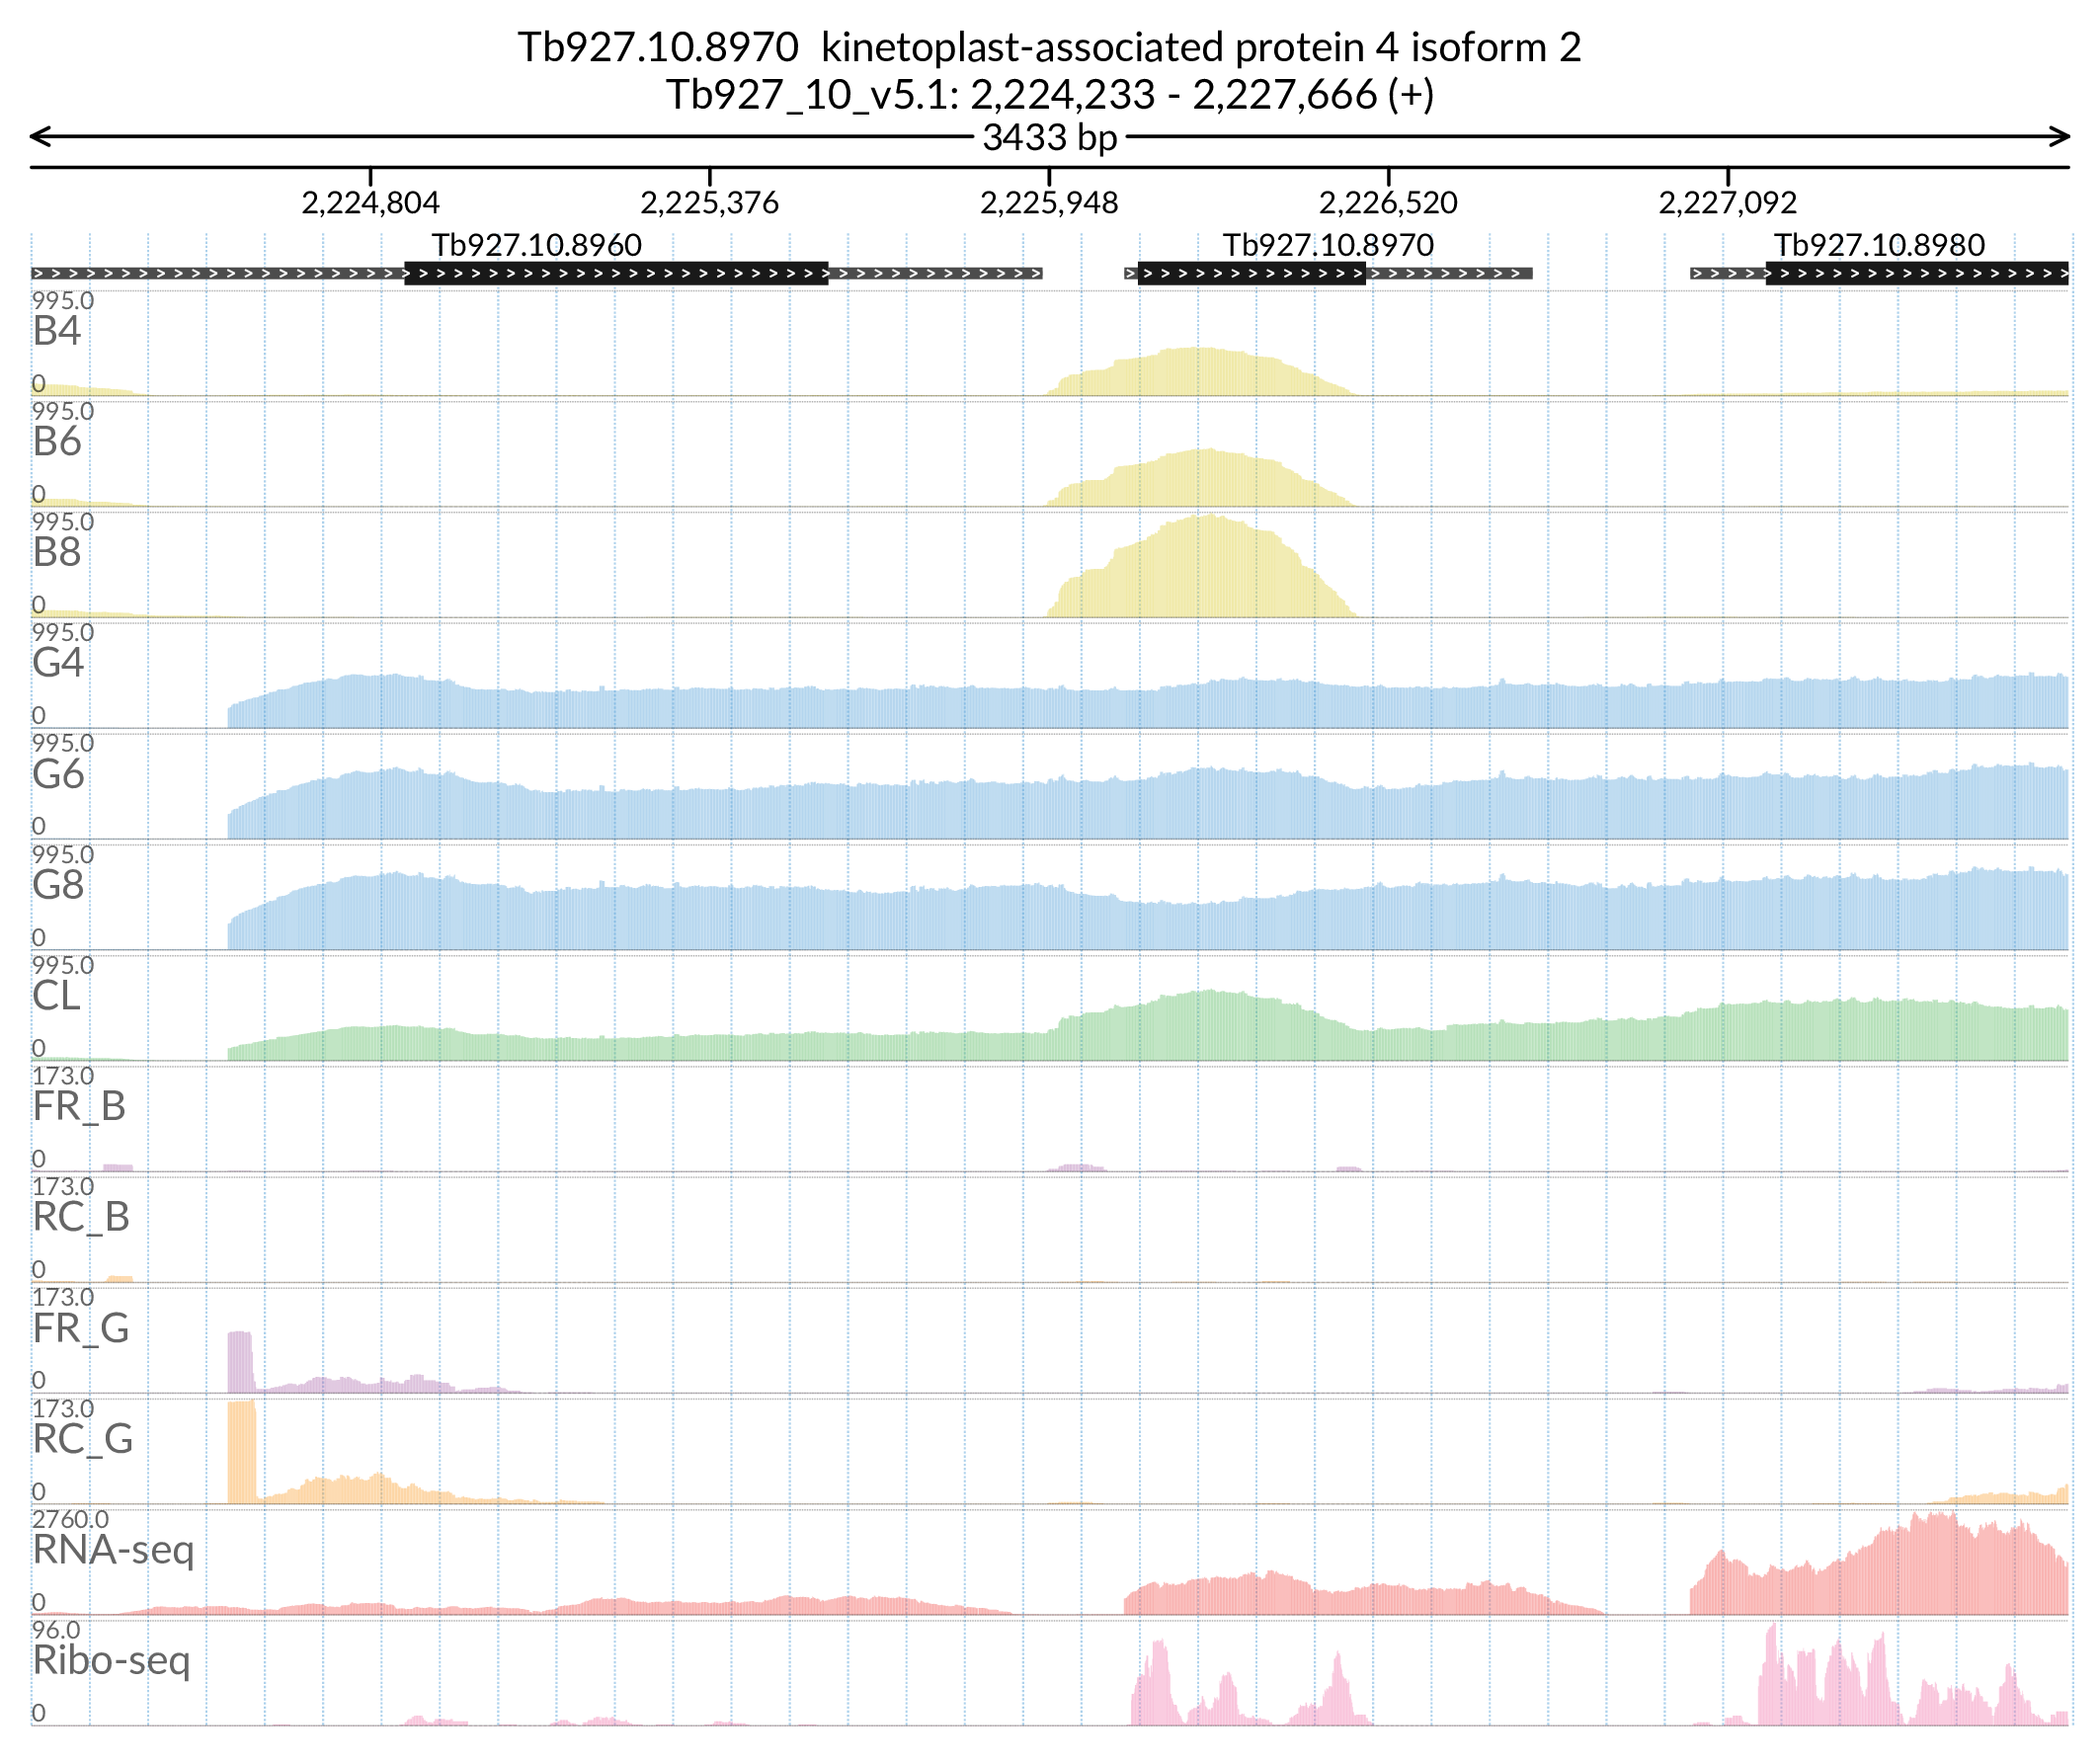 Tb927.10.8970 kinetoplast-associated protein 4 isoform 2
Tb927_10_v5.1: 2,224,233 - 2,227,666 (+)
3433 bp
2,224,804 2,225,376 2,225,948 2,226,520 2,227,092
Tb927.10.8960 Tb927.10.8970 Tb927.10.8980
995.0
B4
0
995.0
B6
0
995.0
B8
0
995.0
G4
0
995.0
G6
0
995.0
G8
0
995.0
CL
0
173.0
FR_B
0
173.0
RC_B
0
173.0
FR_G
0
173.0
RC_G
0
2760.0
RNA-seq
0
96.0
Ribo-seq
0